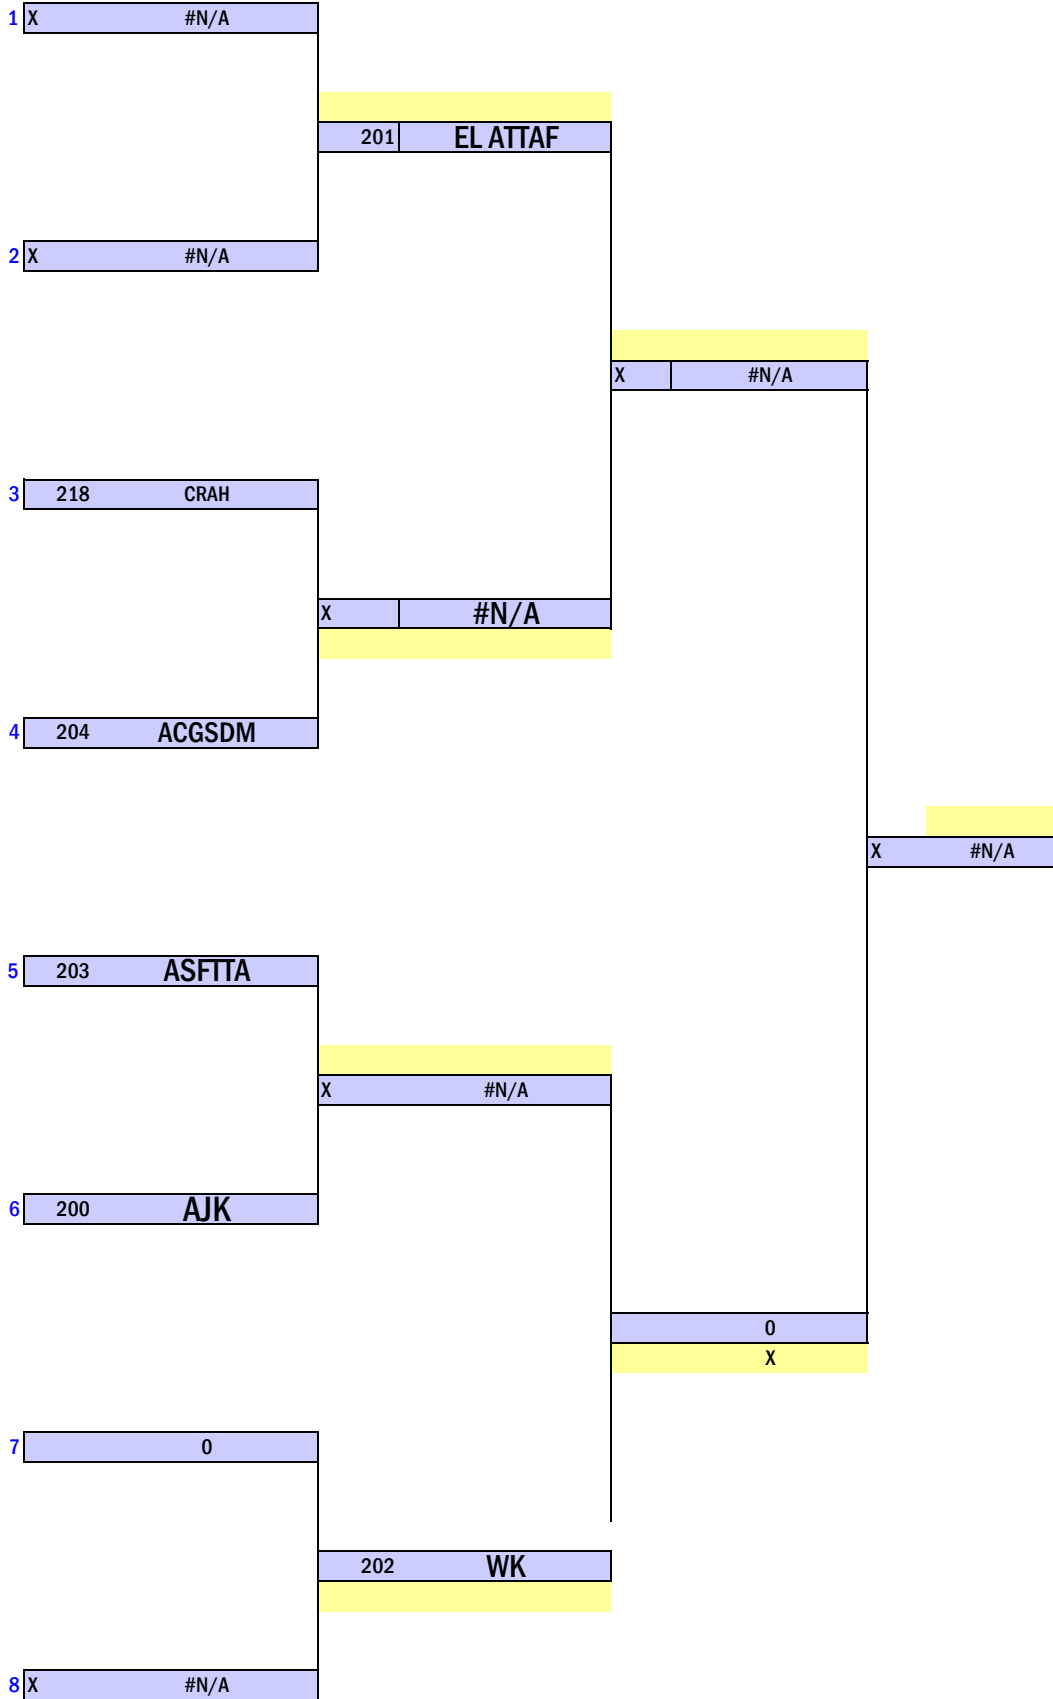 1 X #N/A
201 EL ATTAF
2 X #N/A
X #N/A
3 218 CRAH
X #N/A
4 204 ACGSDM
X #N/A
5 203 ASFTTA
X #N/A
6 200 AJK
0
X
7 0
202 WK
8 X #N/A